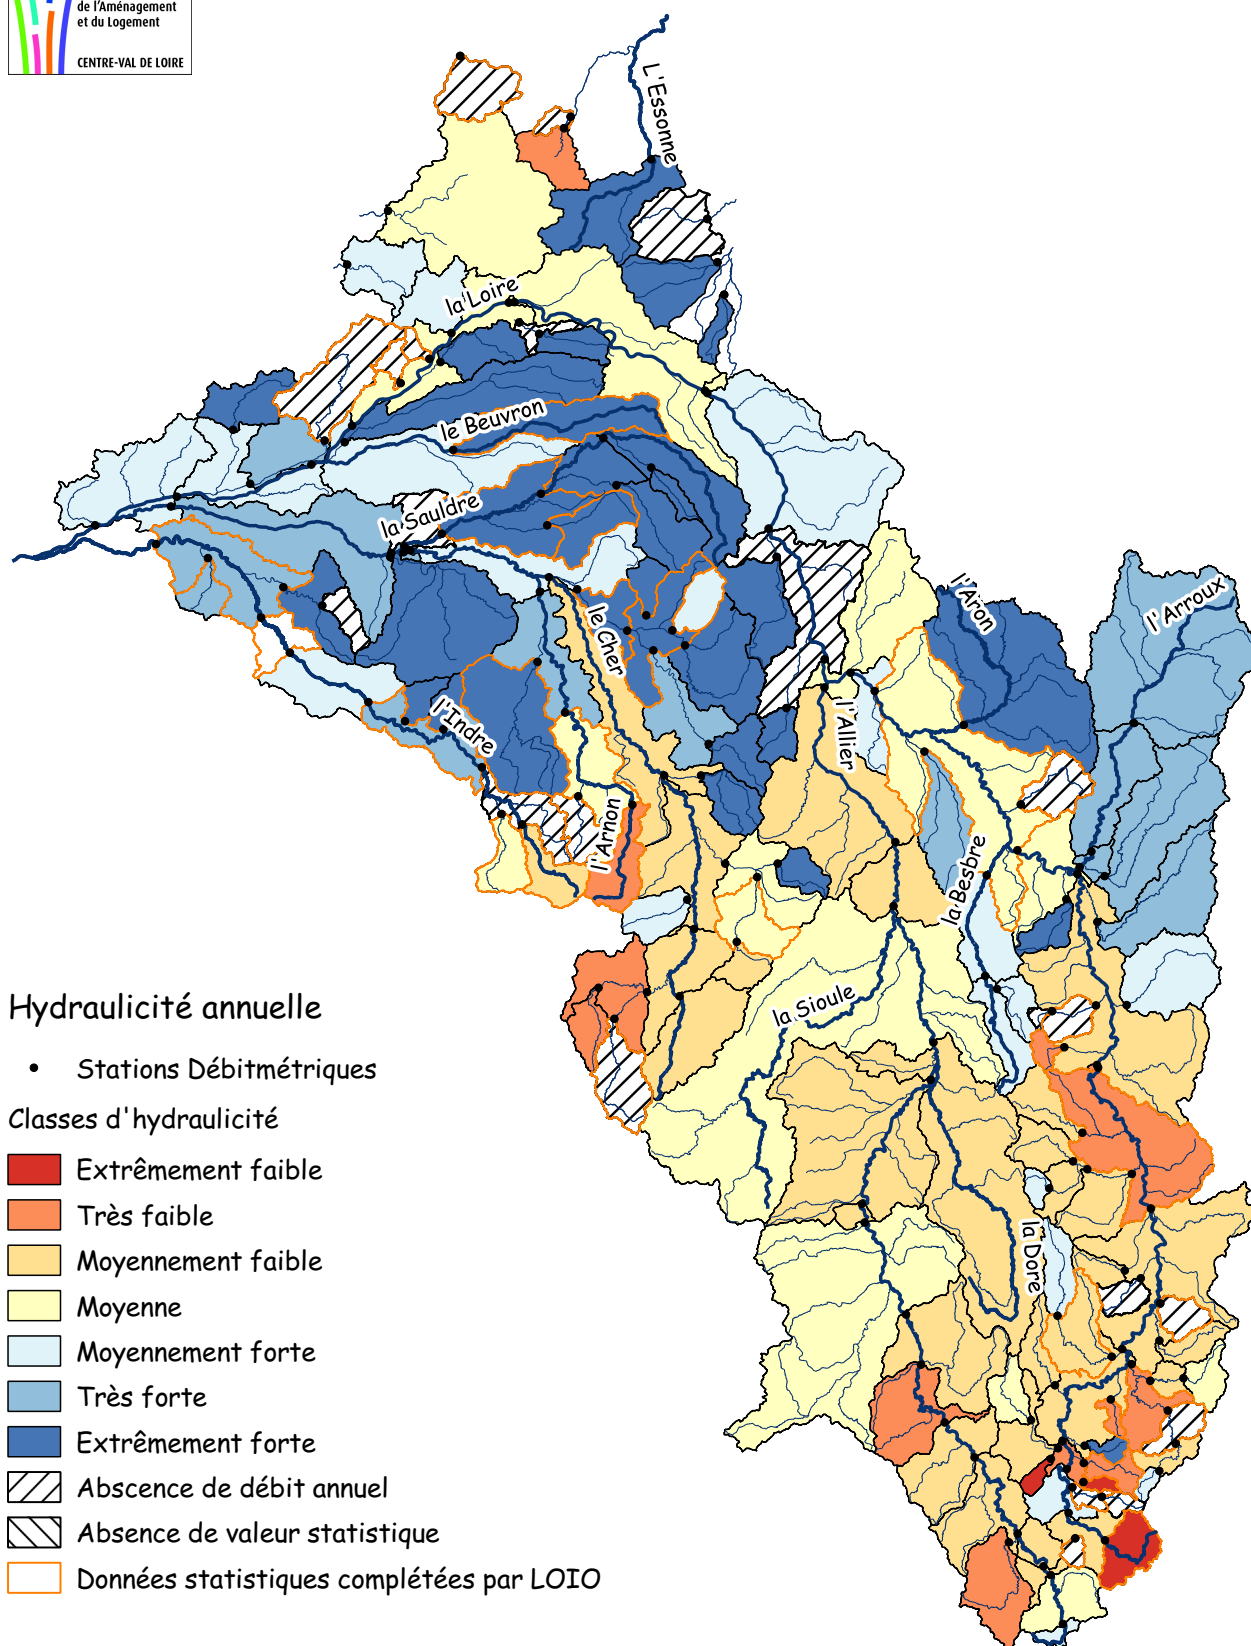 de l'Aménagement
et du Logement
CENTRE-VAL DE LOIRE
L'Essonne
la Loire
le Beuvron
la Sauldre
le Cher
l'Aron
l'Arroux
l'Indre
l'Allier
l'Arnon
la Besbre
la Sioule
la Dore
Hydraulicité annuelle
Stations Débitmétriques
Classes d'hydraulicité
Extrêmement faible
Très faible
Moyennement faible
Moyenne
Moyennement forte
Très forte
Extrêmement forte
Abscence de débit annuel
Absence de valeur statistique
Données statistiques complétées par LOIO